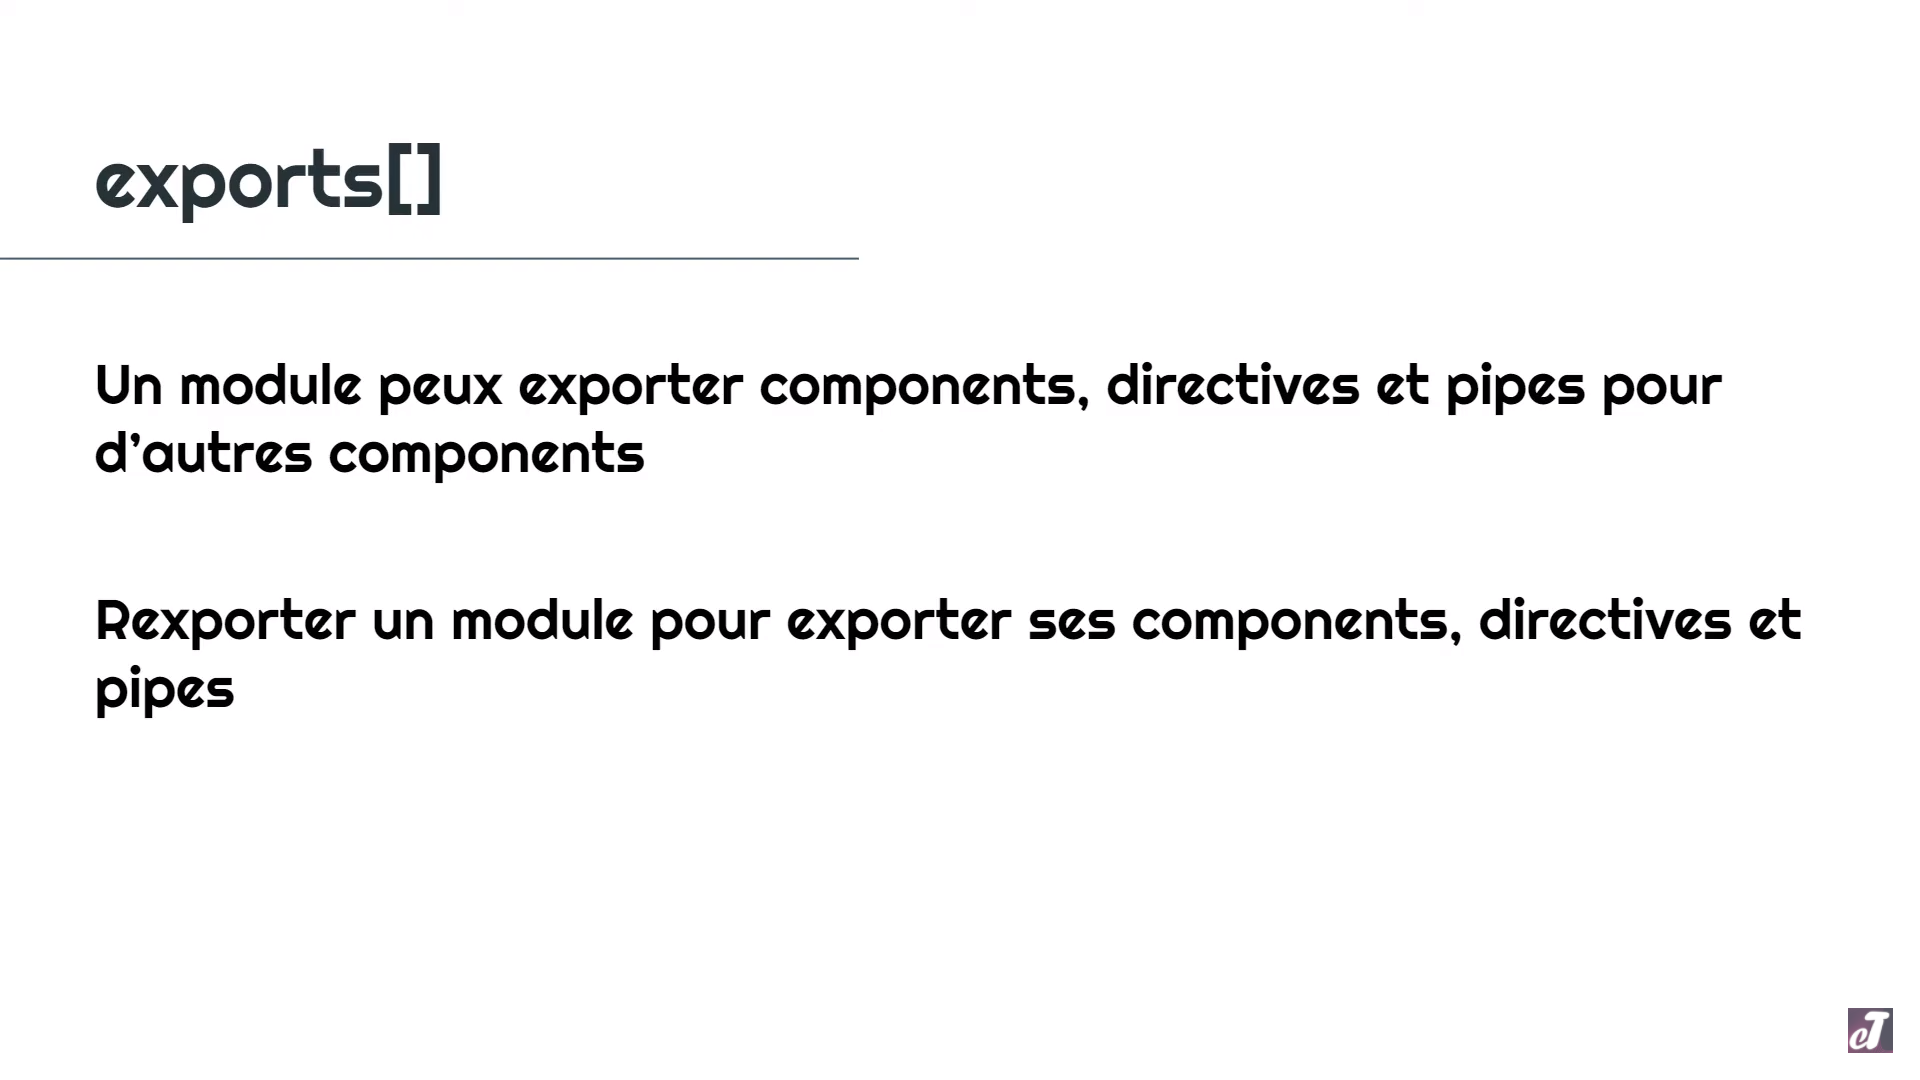 exports[]
Un module peux exporter components, directives et pipes pour
d’autres components
Rexporter un module pour exporter ses components, directives et
pipes
eT